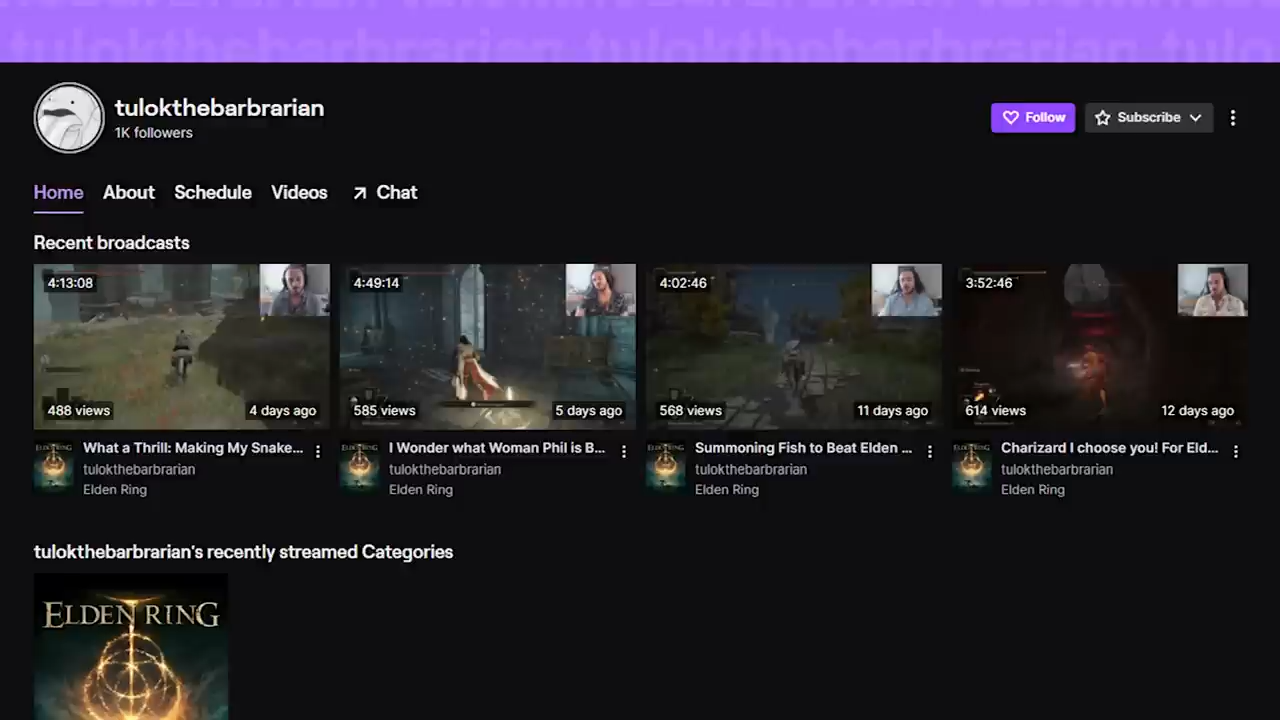 tulokthebarbrarian tulokthebarbrarian tulo
tulokthebarbrarian
1K followers
Follow
Subscribe
Home
About
Schedule
Videos
Chat
Recent broadcasts
4:13:08
488 views
4 days ago
What a Thrill: Making My Snake...
tulokthebarbrarian
Elden Ring
4:49:14
585 views
5 days ago
I Wonder what Woman Phil is B...
tulokthebarbrarian
Elden Ring
4:02:46
568 views
11 days ago
Summoning Fish to Beat Elden ...
tulokthebarbrarian
Elden Ring
3:52:46
614 views
12 days ago
Charizard I choose you! For Eld...
tulokthebarbrarian
Elden Ring
tulokthebarbrarian's recently streamed Categories
ELDEN RING